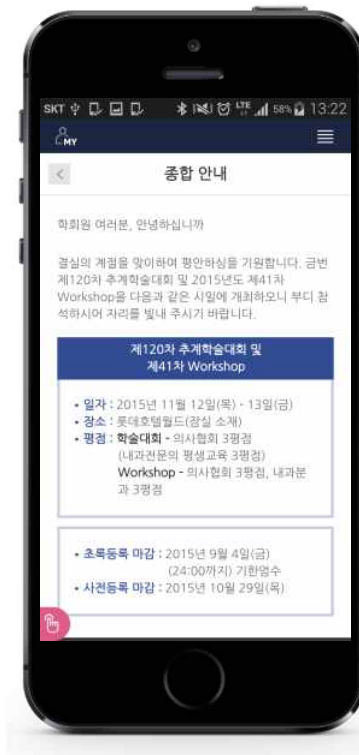 SKT LTE 58% 13:22
MY
종합 안내
학회원 여러분, 안녕하십니까
결실의 계절을 맞이하여 평안하심을 기원합니다. 금번
제120차 추계학술대회 및 2015년도 제41차
Workshop을 다음과 같은 시일에 개최하오니 부디 참
석하시어 자리를 빛내 주시기 바랍니다.
제120차 추계학술대회 및
제41차 Workshop
• 일자 : 2015년 11월 12일(목) - 13일(금)
• 장소 : 롯데호텔월드(잠실 소재)
• 평점 : 학술대회 - 의사협회 3평점
(내과전문의 평생교육 3평점)
Workshop - 의사협회 3평점, 내과분
과 3평점
• 초록등록 마감 : 2015년 9월 4일(금)
(24:00까지) 기한엄수
• 사전등록 마감 : 2015년 10월 29일(목)